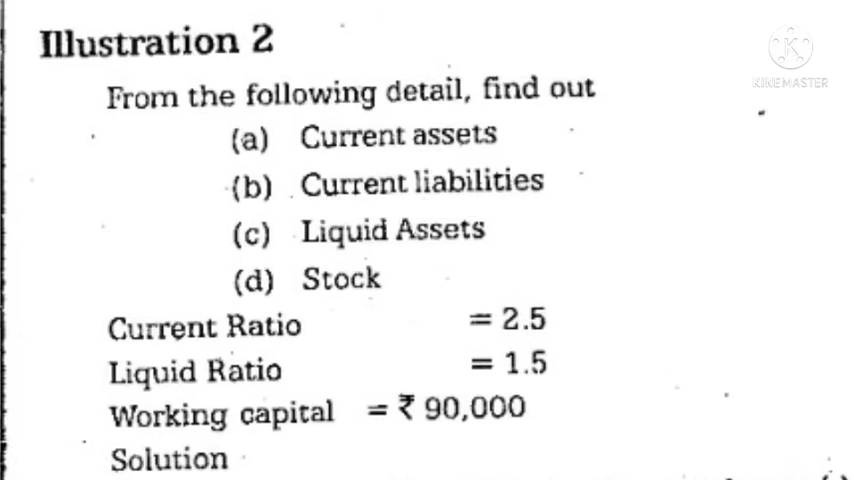 Illustration 2
KINEMASTER
From the following detail, find out
(a) Current assets
(b) Current liabilities
(c) Liquid Assets
(d) Stock
Current Ratio = 2.5
Liquid Ratio = 1.5
Working capital = ₹ 90,000
Solution